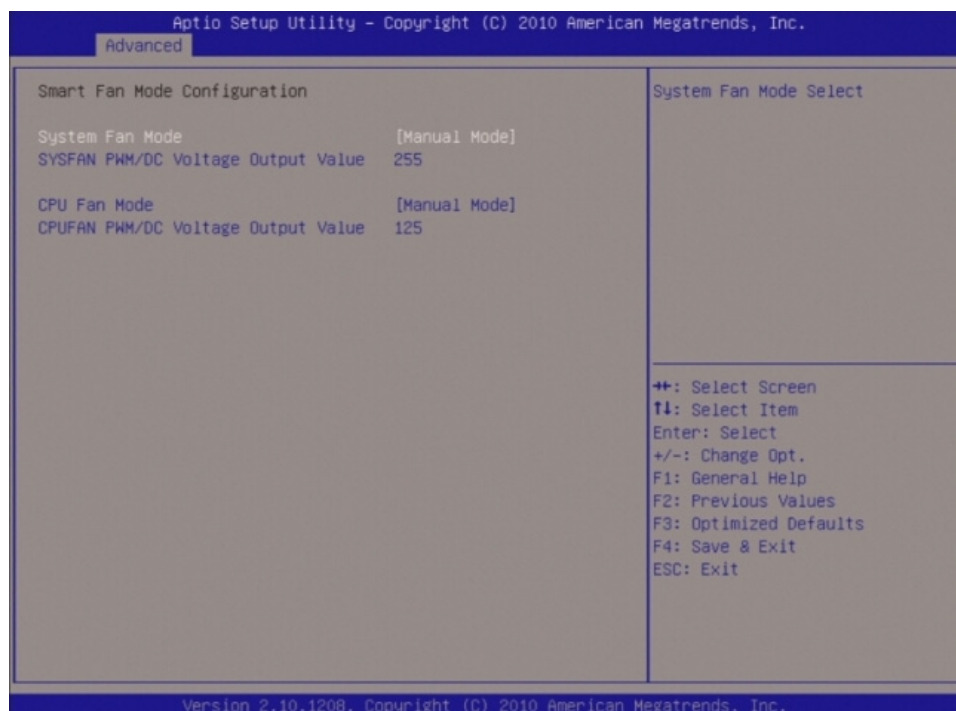 Aptio Setup Utility – Copyright (C) 2010 American Megatrends, Inc.
Advanced
Smart Fan Mode Configuration
System Fan Mode [Manual Mode]
SYSFAN PWM/DC Voltage Output Value 255
CPU Fan Mode [Manual Mode]
CPUFAN PWM/DC Voltage Output Value 125
System Fan Mode Select
→←: Select Screen
↑↓: Select Item
Enter: Select
+/-: Change Opt.
F1: General Help
F2: Previous Values
F3: Optimized Defaults
F4: Save & Exit
ESC: Exit
Version 2.10.1208. Copyright (C) 2010 American Megatrends, Inc.